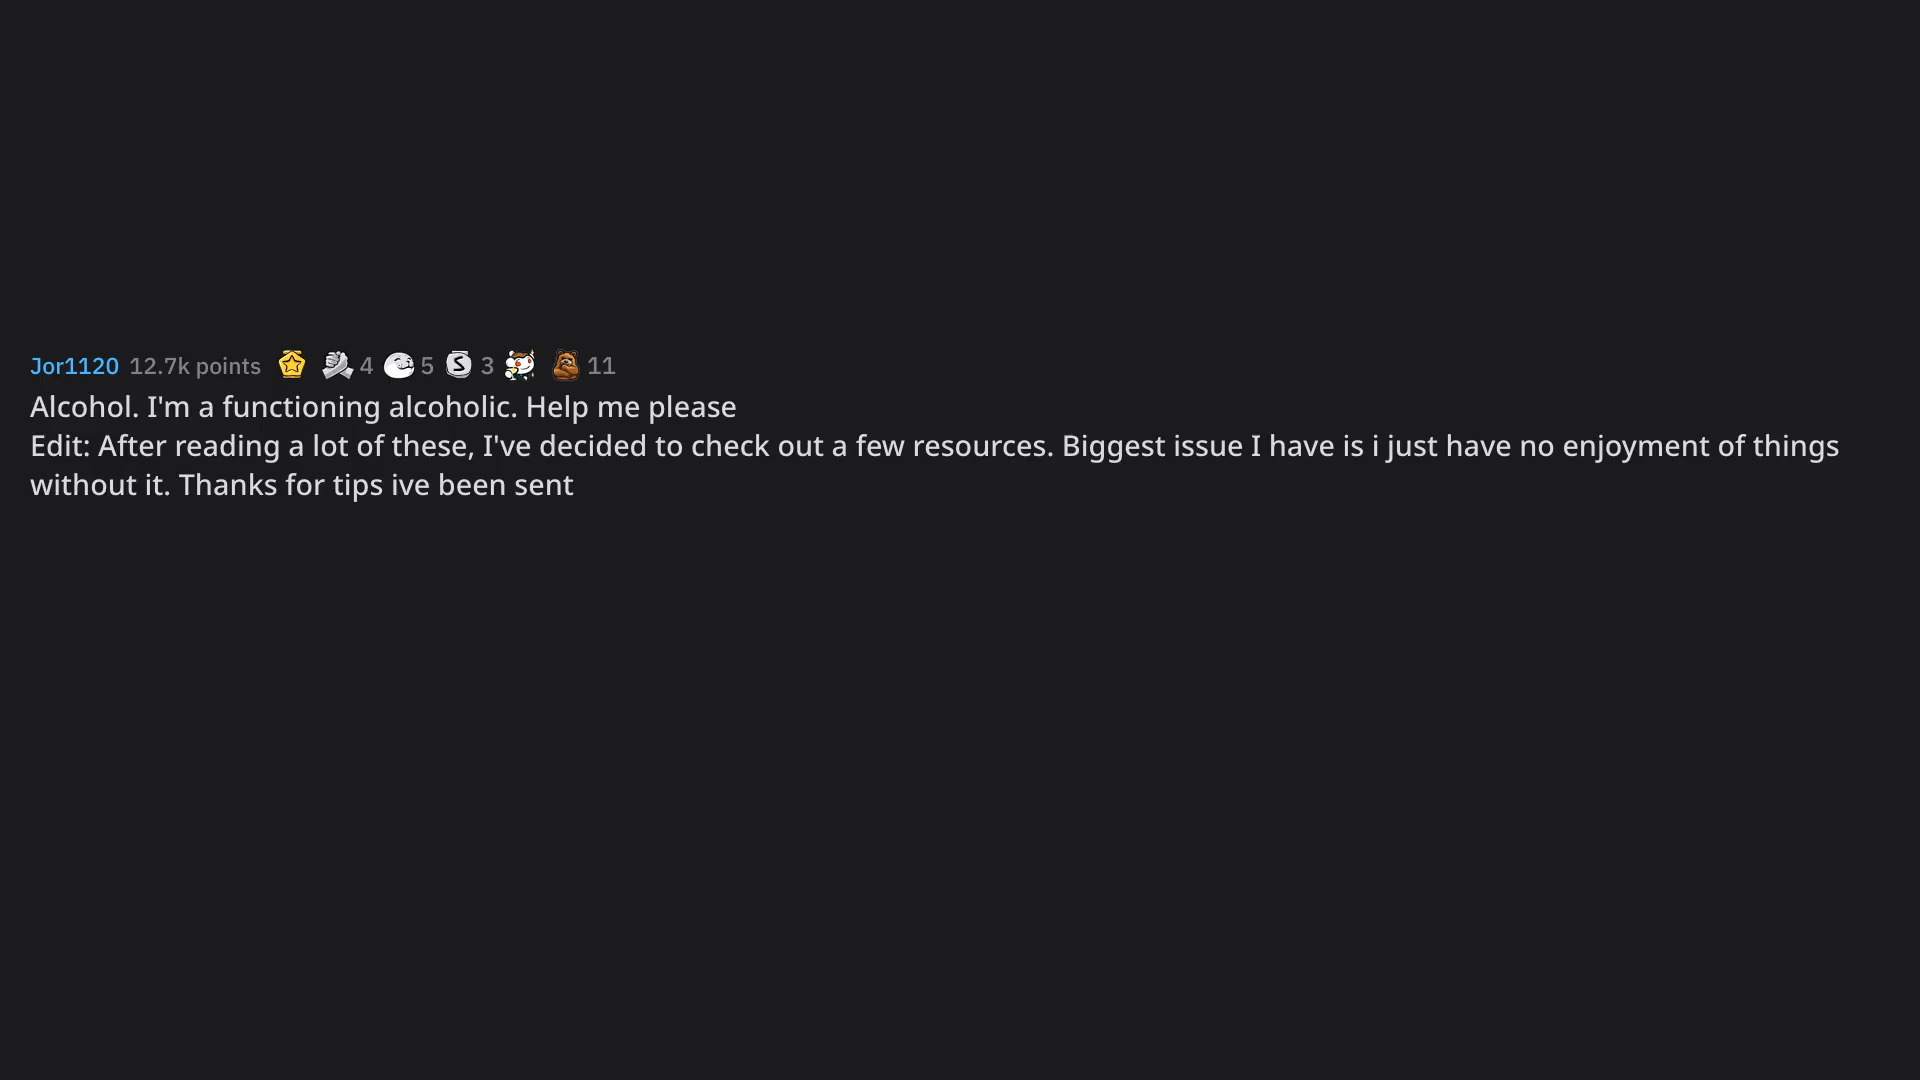 Jor1120 12.7k points 4 5 3 11
Alcohol. I'm a functioning alcoholic. Help me please
Edit: After reading a lot of these, I've decided to check out a few resources. Biggest issue I have is i just have no enjoyment of things
without it. Thanks for tips ive been sent